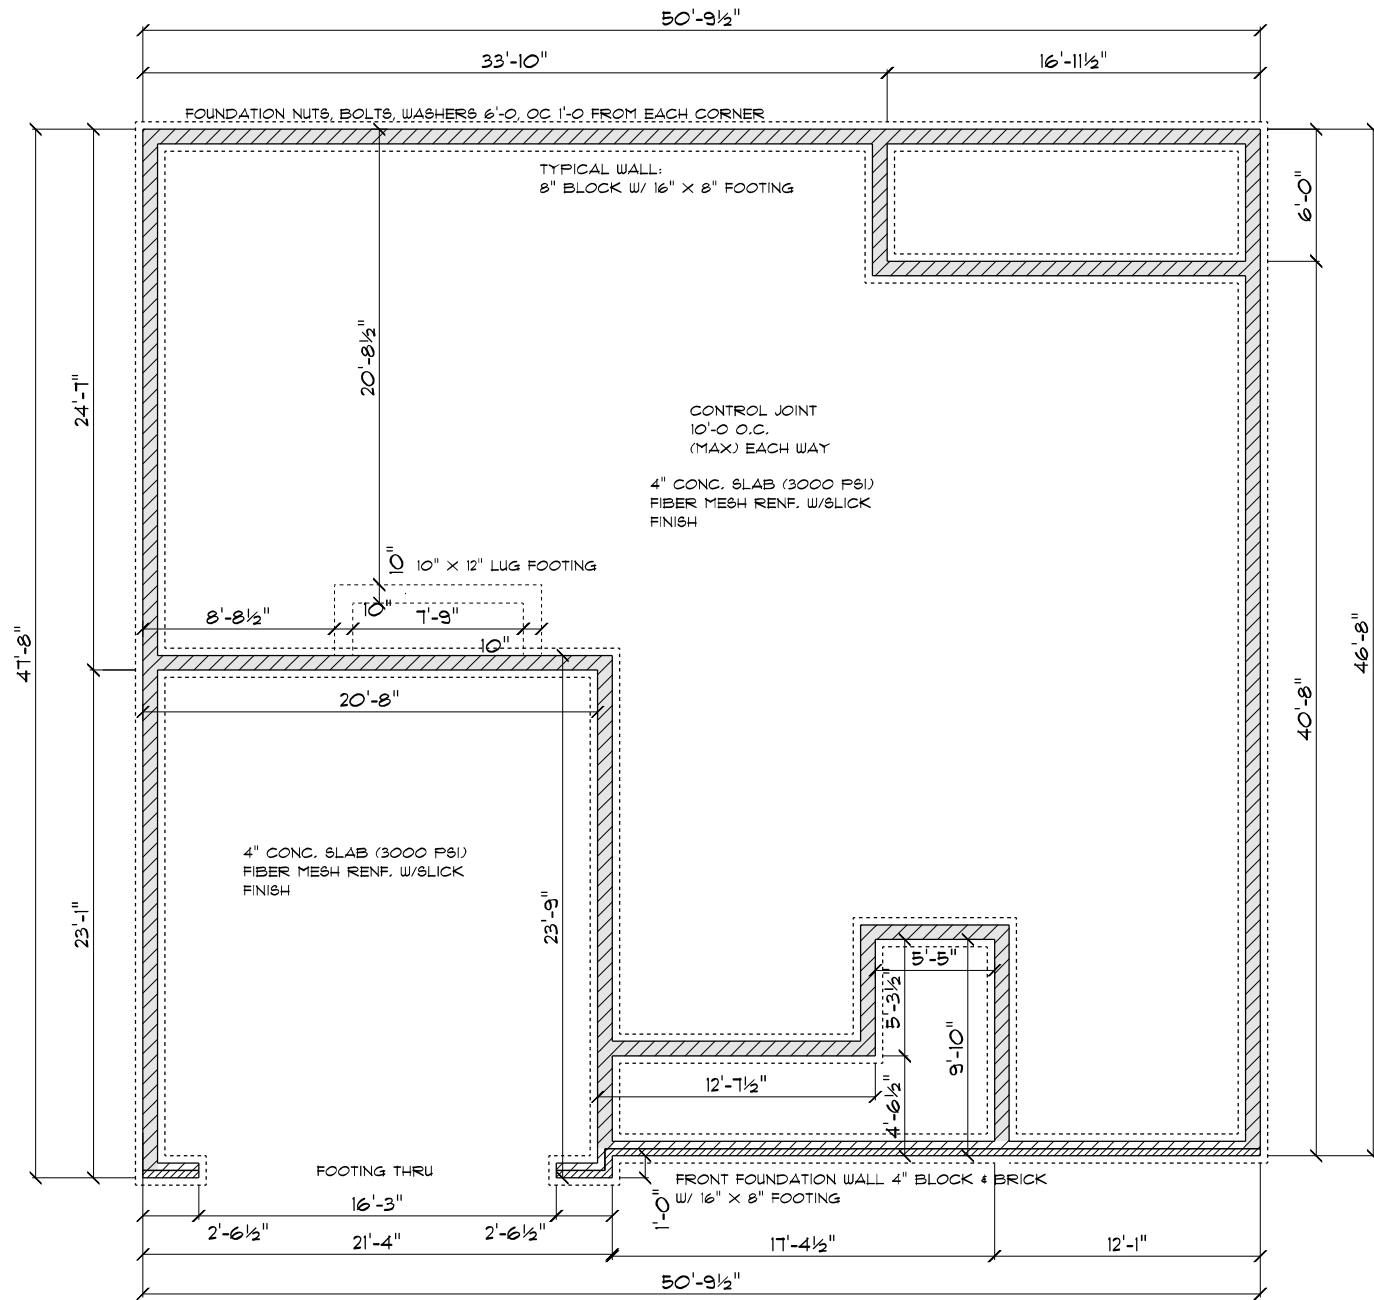 50'-9½"
33'-10"
16'-11½"
FOUNDATION NUTS, BOLTS, WASHERS 6'-0, OC 1'-0 FROM EACH CORNER
TYPICAL WALL:
8" BLOCK W/ 16" X 8" FOOTING
6'-0"
20'-8½"
24'-7"
CONTROL JOINT
10'-0 O.C.
(MAX) EACH WAY
4" CONC. SLAB (3000 PSI)
FIBER MESH RENF. W/SLICK
FINISH
10"
10" X 12" LUG FOOTING
8'-8½"
10"
7'-9"
10"
47'-8"
46'-8"
40'-8"
20'-8"
4" CONC. SLAB (3000 PSI)
FIBER MESH RENF. W/SLICK
FINISH
23'-1"
23'-9"
5'-5"
5'-3½"
9'-10"
12'-7½"
4'-6½"
FOOTING THRU
FRONT FOUNDATION WALL 4" BLOCK & BRICK
W/ 16" X 8" FOOTING
1'-0"
16'-3"
2'-6½"
2'-6½"
21'-4"
17'-4½"
12'-1"
50'-9½"